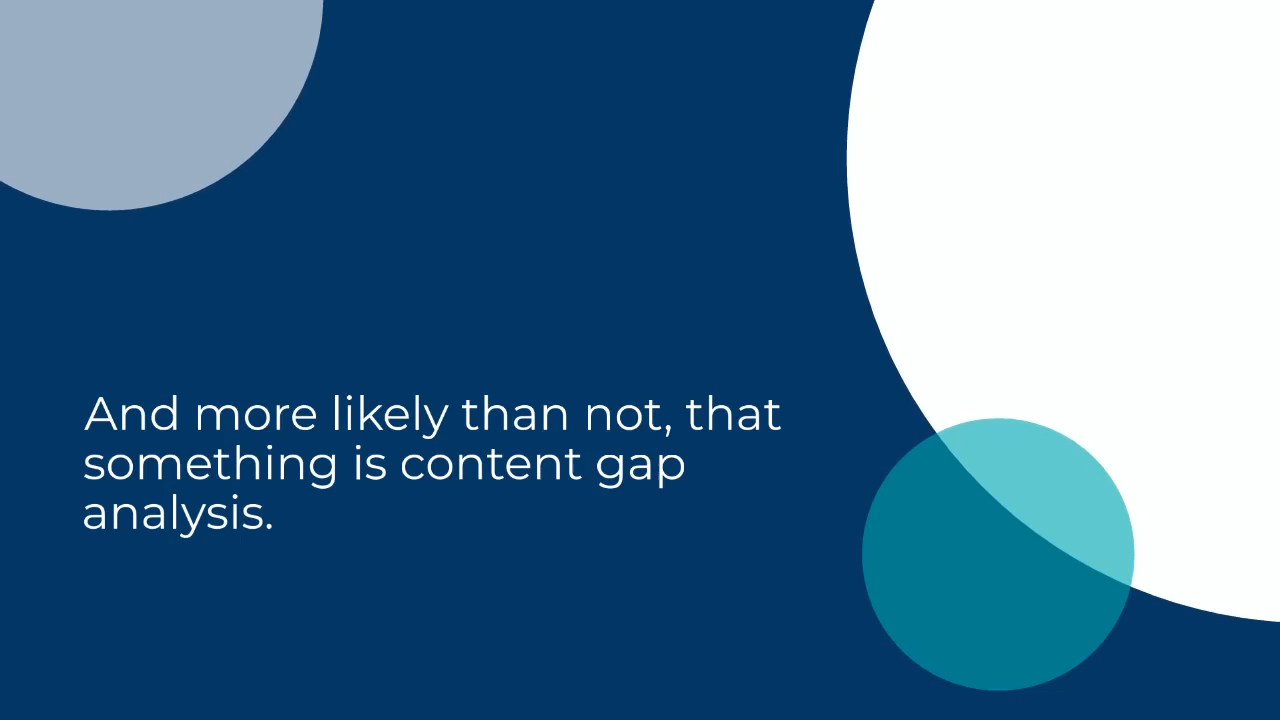 And more likely than not, that
something is content gap
analysis.